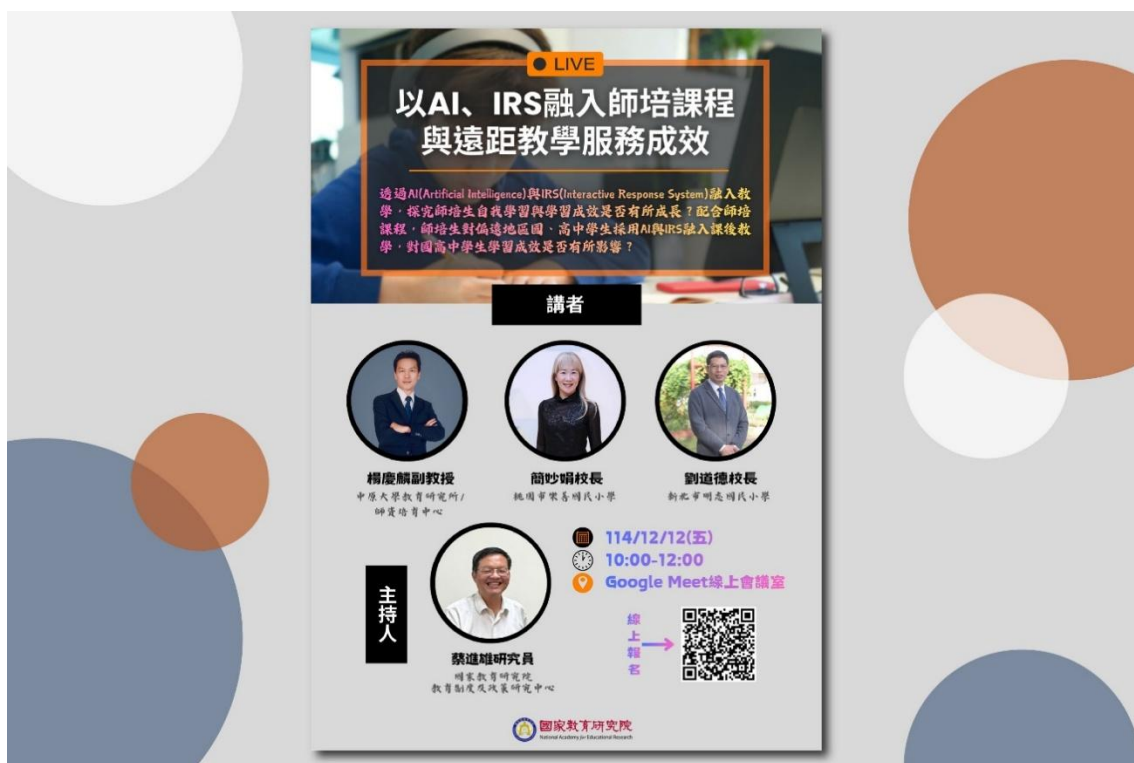 LIVE
以AI、IRS融入師培課程
與遠距教學服務成效
透過AI(Artificial Intelligence)與IRS(Interactive Response System)融入教
學，探究師培生自我學習與學習成效是否有所成長？配合師培
課程，師培生對偏遠地區國、高中學生採用AI與IRS融入課後教
學，對國高中學生學習成效是否有所影響？
講者
楊慶麟副教授
中原大學教育研究所/
師資培育中心
簡妙娟校長
桃園市樂善國民小學
劉道德校長
新北市明志國民小學
主持人
蔡進雄研究員
國家教育研究院
教育制度及政策研究中心
114/12/12(五)
10:00-12:00
Google Meet線上會議室
線上報名
國家教育研究院
National Academy for Educational Research